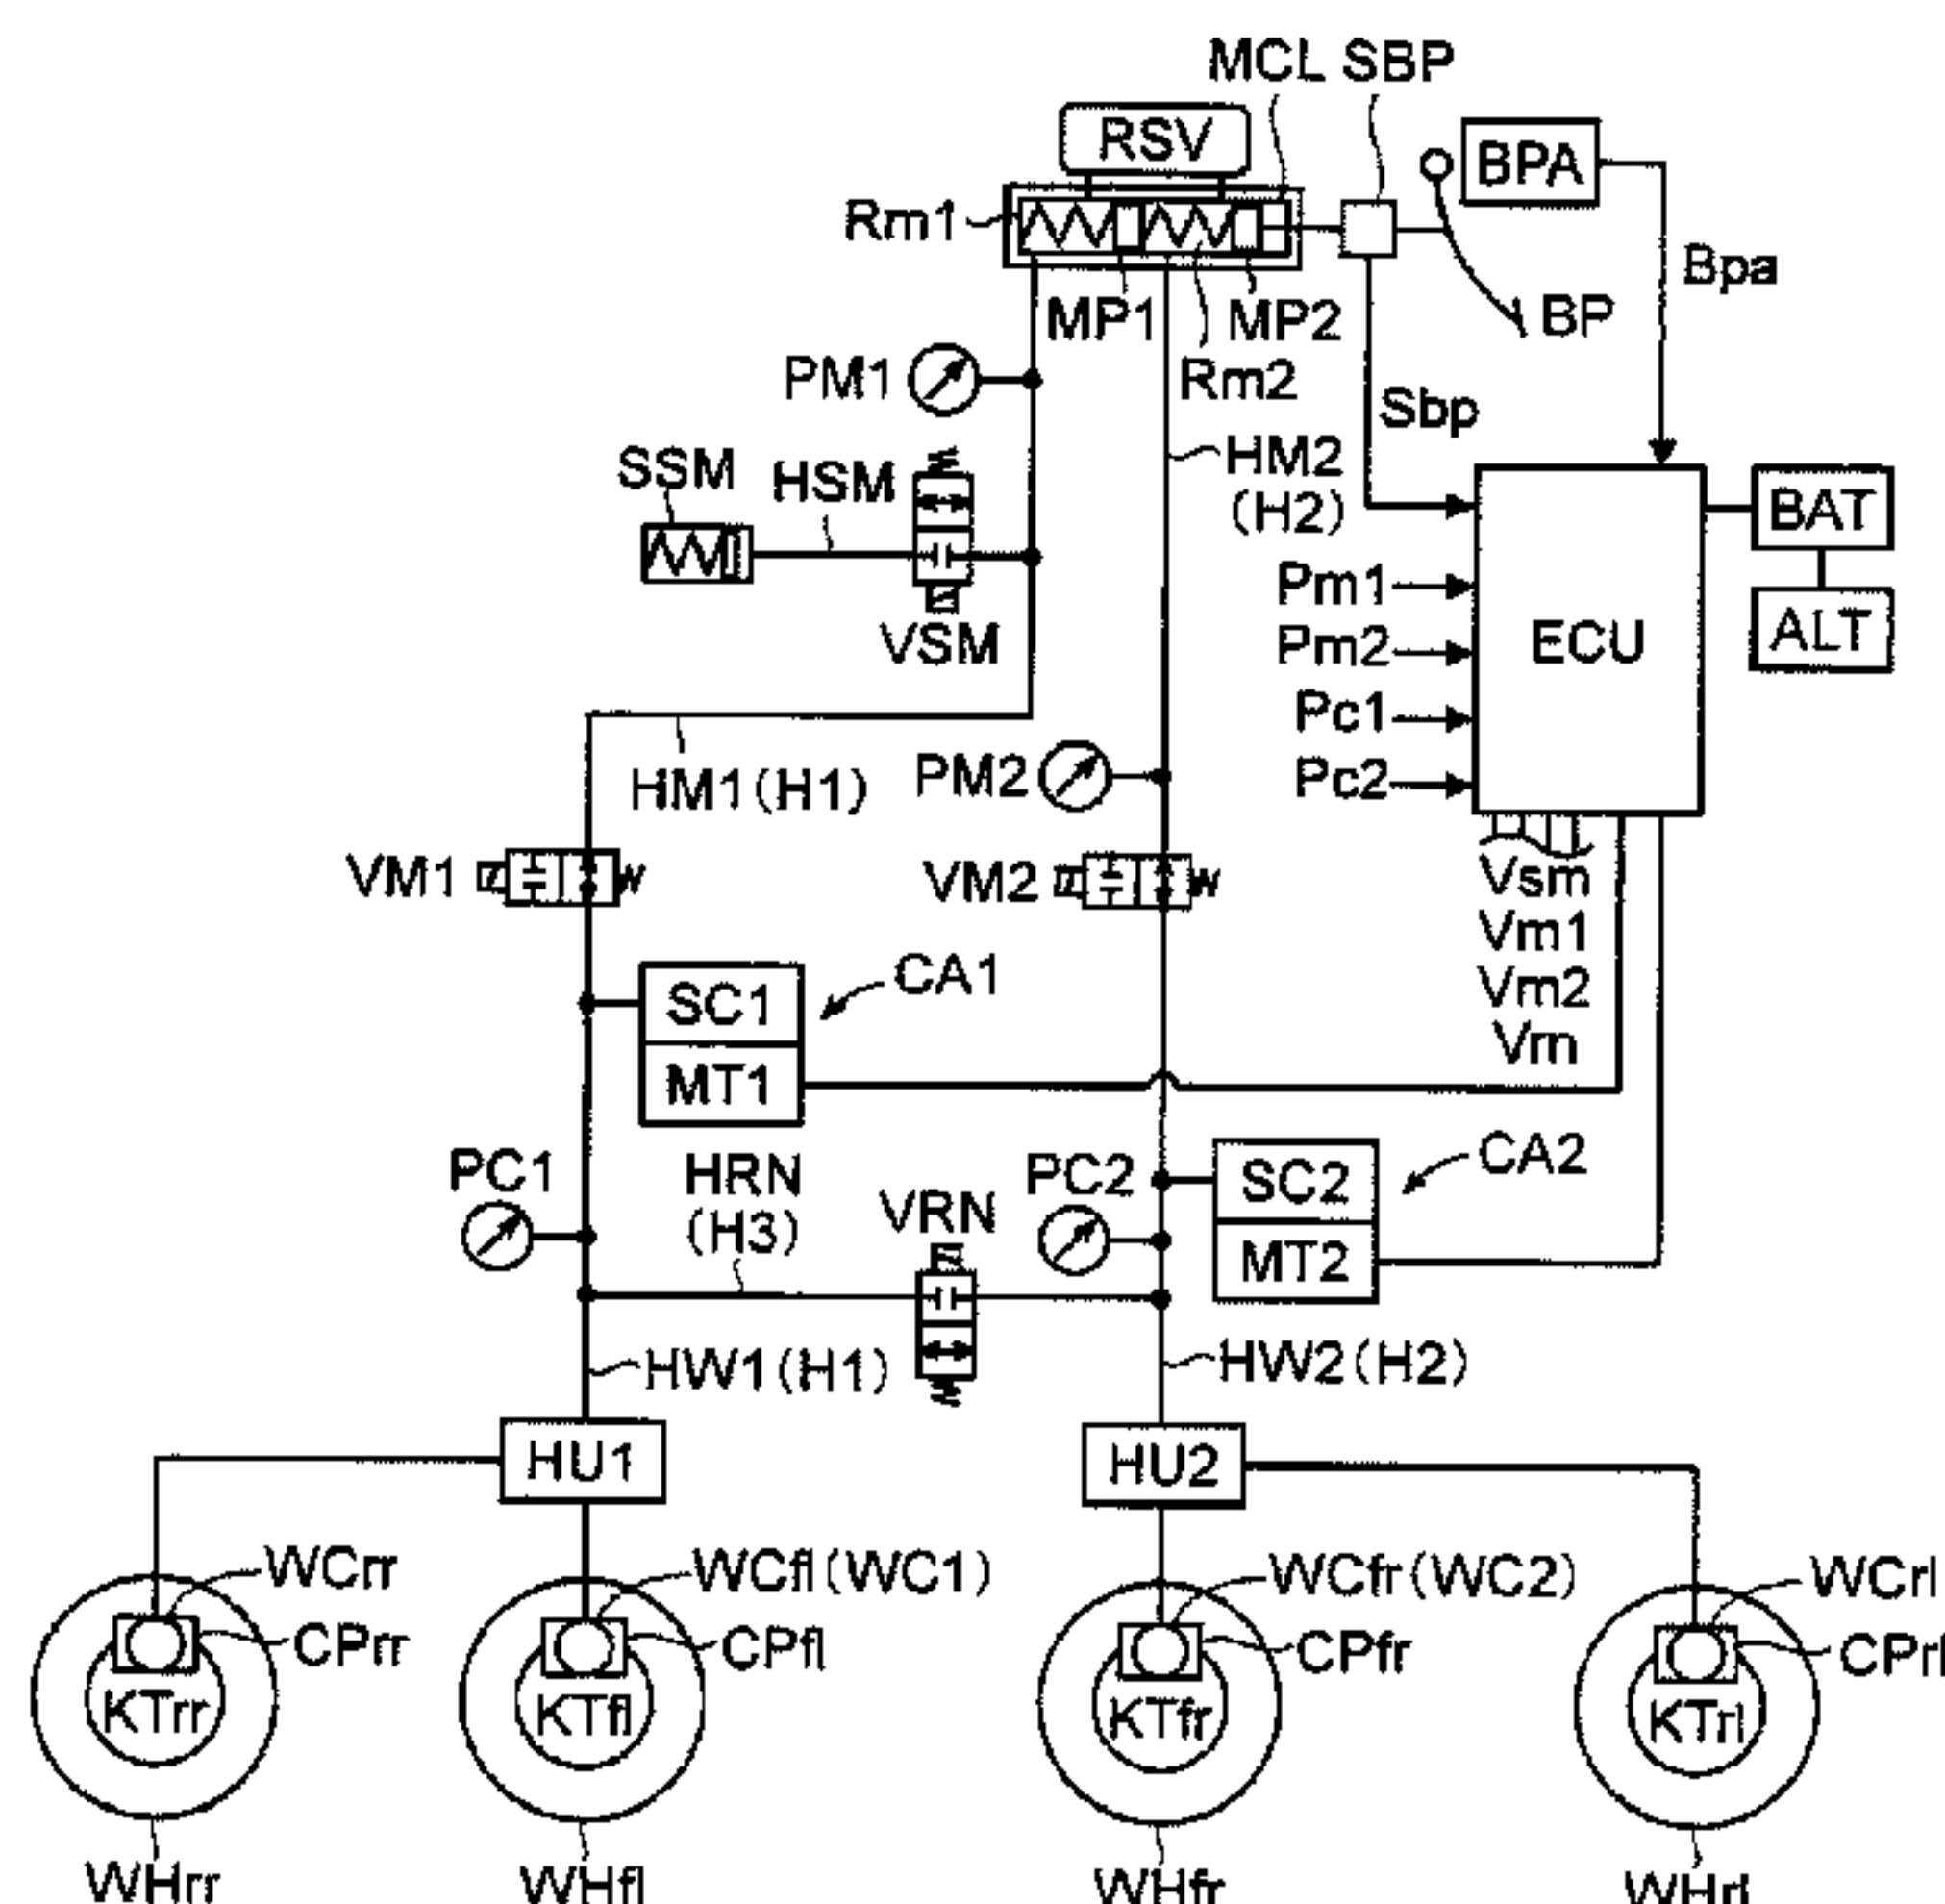 MCL SBP
RSV
BPA
Rm1
Bpa
MP1
MP2
BP
PM1
Rm2
Sbp
SSM
HSM
HM2
(H2)
BAT
Pm1
ECU
ALT
Pm2
VSM
Pc1
HM1(H1)
PM2
Pc2
VM1
VM2
Vsm
Vm1
CA1
SC1
Vm2
Vrn
MT1
PC1
HRN
(H3)
VRN
PC2
SC2
CA2
MT2
HW1(H1)
HW2(H2)
HU1
HU2
WCrr
WCfl(WC1)
WCfr(WC2)
WCrl
CPrr
CPfl
CPfr
CPrl
KTrr
KTfl
KTfr
KTrl
WHrr
WHfl
WHfr
WHrl